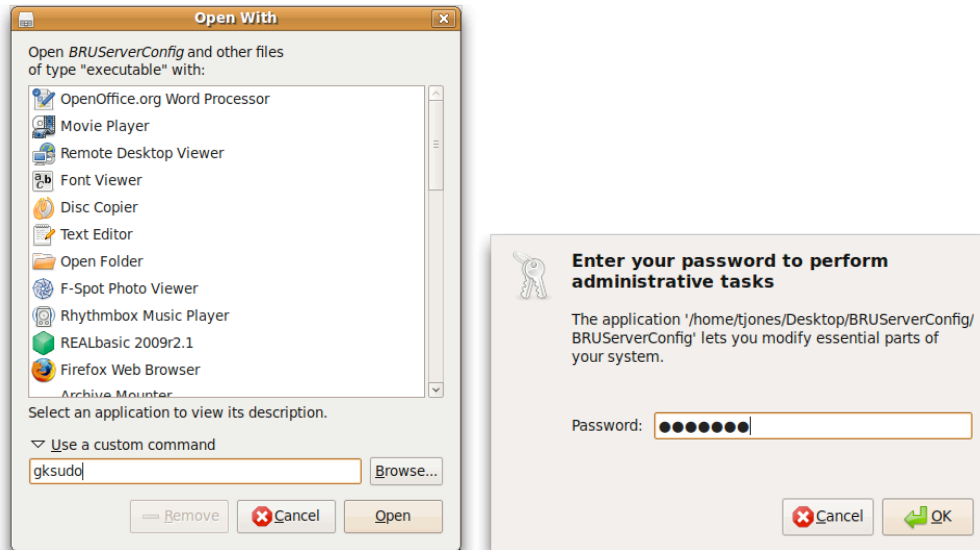 Open With
Open BRUServerConfig and other files
of type "executable" with:
OpenOffice.org Word Processor
Movie Player
Remote Desktop Viewer
Font Viewer
Disc Copier
Text Editor
Open Folder
F-Spot Photo Viewer
Rhythmbox Music Player
REALbasic 2009r2.1
Firefox Web Browser
Archive Mounter
Select an application to view its description.
Use a custom command
gksudo
Browse...
Remove
Cancel
Open
Enter your password to perform
administrative tasks
The application '/home/tjones/Desktop/BRUServerConfig/
BRUServerConfig' lets you modify essential parts of
your system.
Password: ●●●●●●●
Cancel
OK